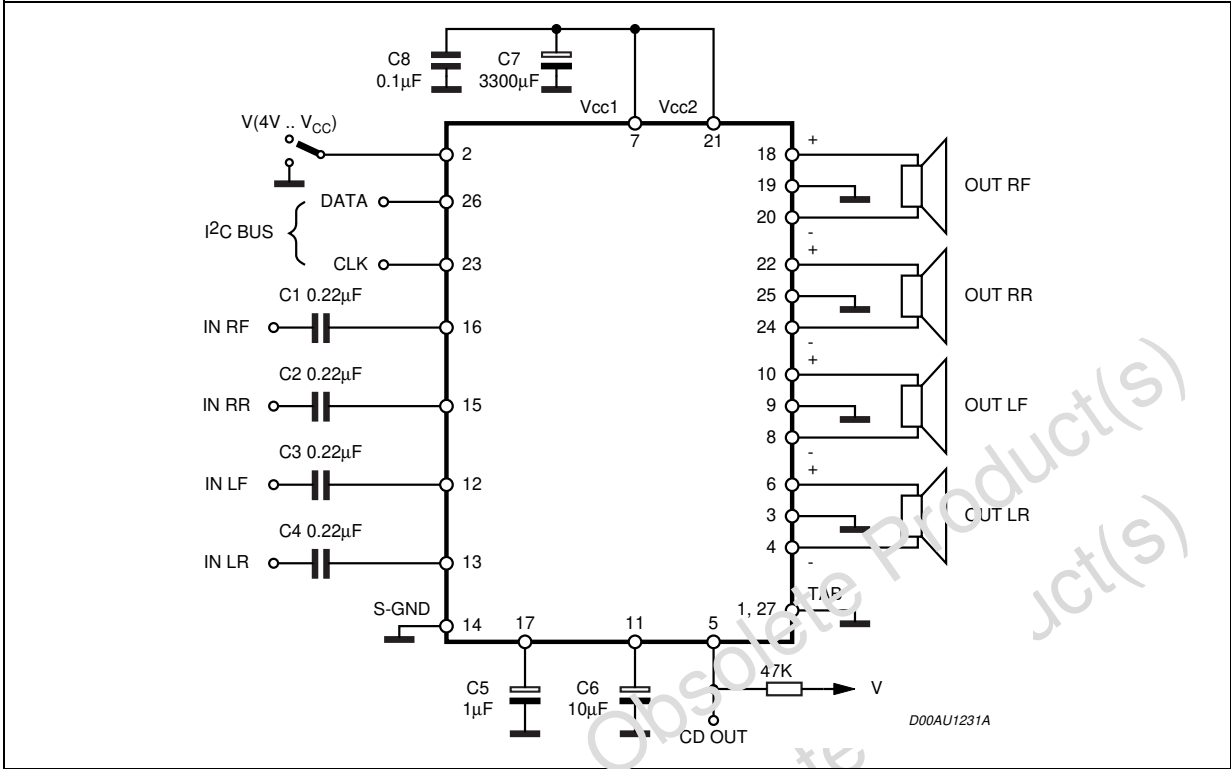 C8
0.1µF
C7
3300µF
Vcc1
Vcc2
7
21
V(4V .. VCC)
2
DATA
26
I2C BUS
CLK
23
C1 0.22µF
IN RF
16
C2 0.22µF
IN RR
15
C3 0.22µF
IN LF
12
C4 0.22µF
IN LR
13
S-GND
14
17
11
5
1, 27
TAB
18
+
19
20
-
OUT RF
+
22
25
24
-
OUT RR
+
10
9
8
-
OUT LF
+
6
3
4
-
OUT LR
C5
1µF
C6
10µF
47K
V
CD OUT
D00AU1231A
Obsolete Product(s)
uct(s)
ete